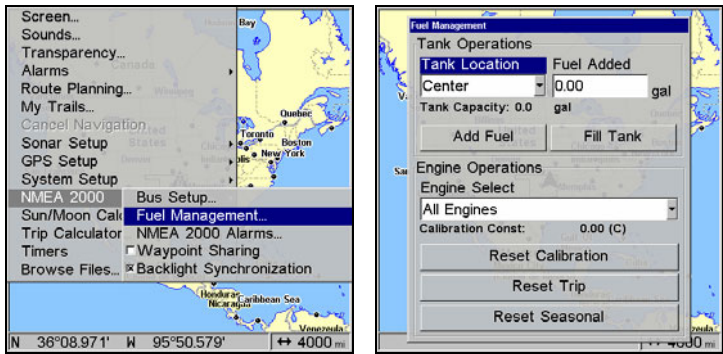 Screen...
Sounds...
Transparency...
Alarms
Route Planning...
My Trails...
Cancel Navigation
Sonar Setup
GPS Setup
System Setup
NMEA 2000
Sun/Moon Calc
Trip Calculator
Timers
Browse Files...
Bus Setup...
Fuel Management...
NMEA 2000 Alarms...
Waypoint Sharing
Backlight Synchronization
Hudson Bay
Canada
Quebec
Toronto
Boston
New York
Honduras
Nicaragua
Caribbean Sea
Venezuela
N 36°08.971' W 95°50.579' ↔ 4000 mi
Fuel Management
Tank Operations
Tank Location Fuel Added
Center 0.00 gal
Tank Capacity: 0.0 gal
Add Fuel Fill Tank
Engine Operations
Engine Select
All Engines
Calibration Const: 0.00 (C)
Reset Calibration
Reset Trip
Reset Seasonal
4000 mi